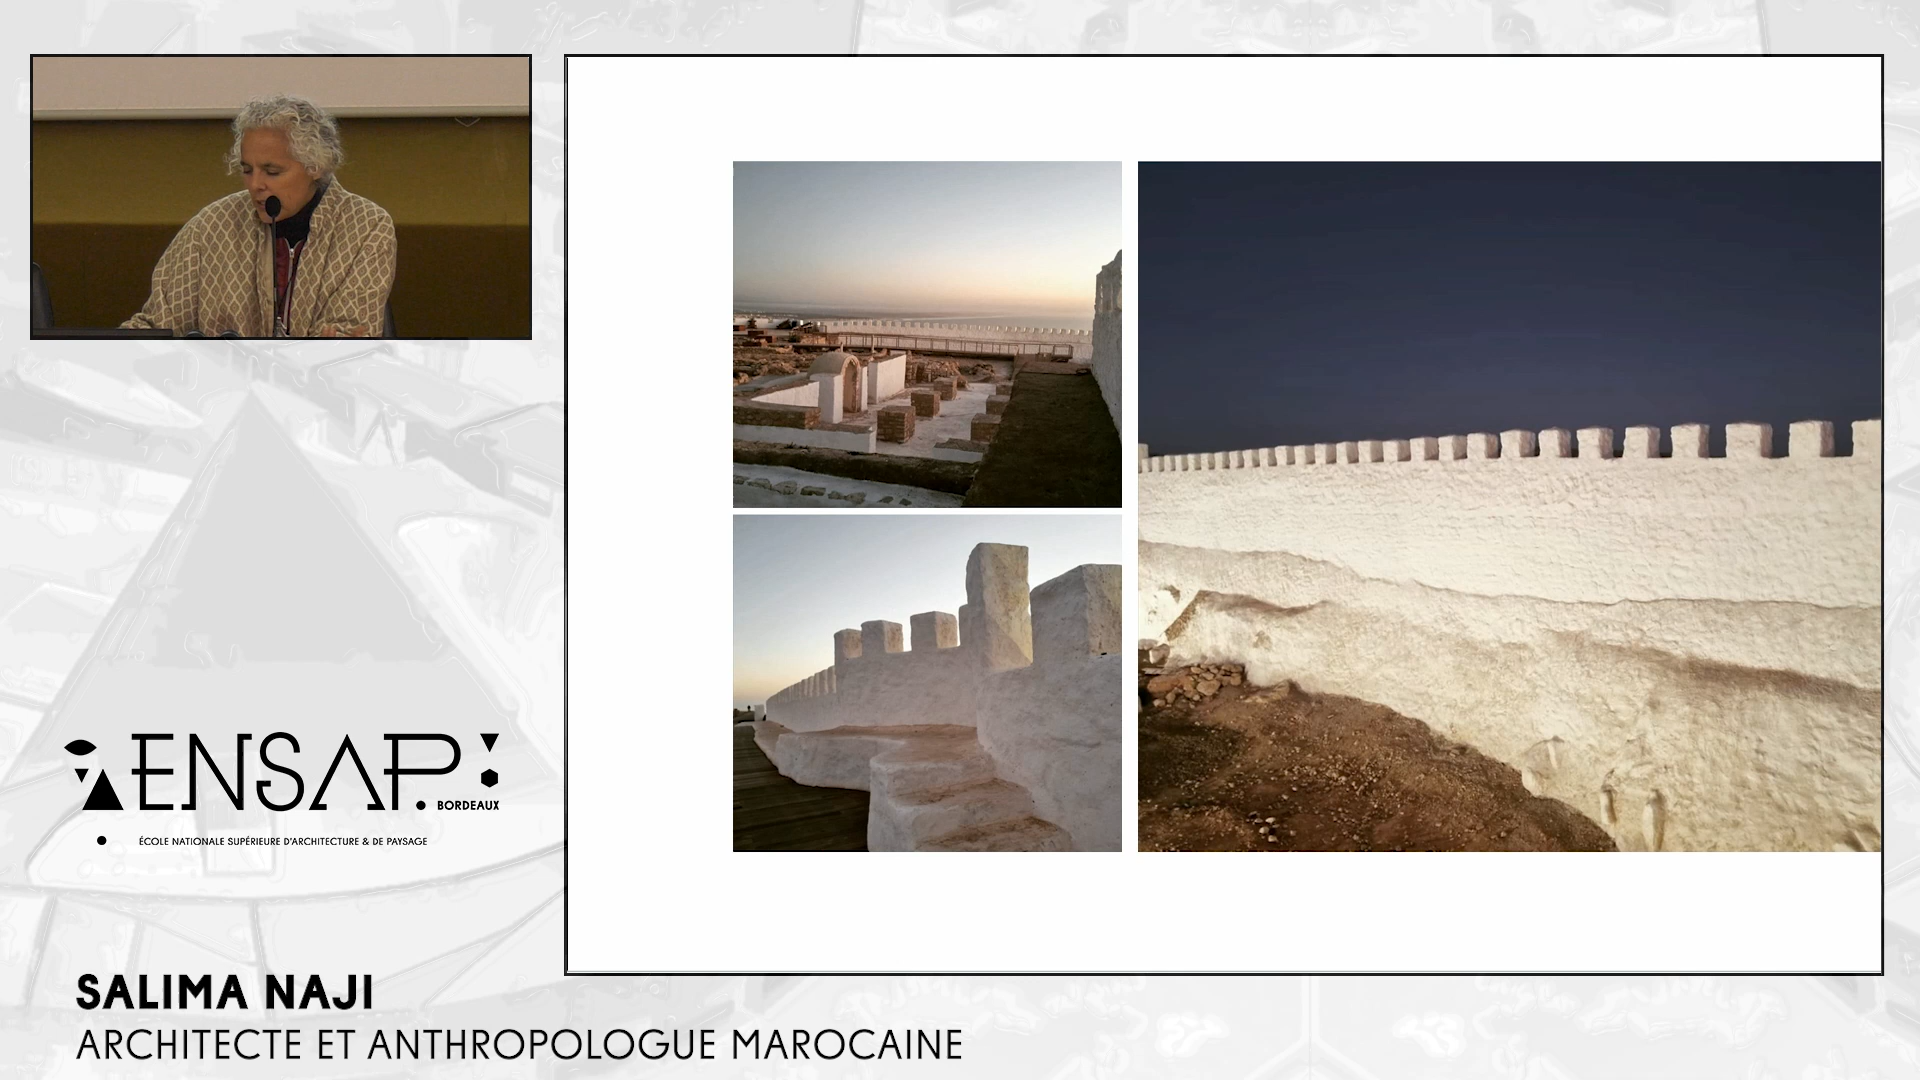 ENSAP.
BORDEAUX
ÉCOLE NATIONALE SUPÉRIEURE D'ARCHITECTURE & DE PAYSAGE
SALIMA NAJI
ARCHITECTE ET ANTHROPOLOGUE MAROCAINE